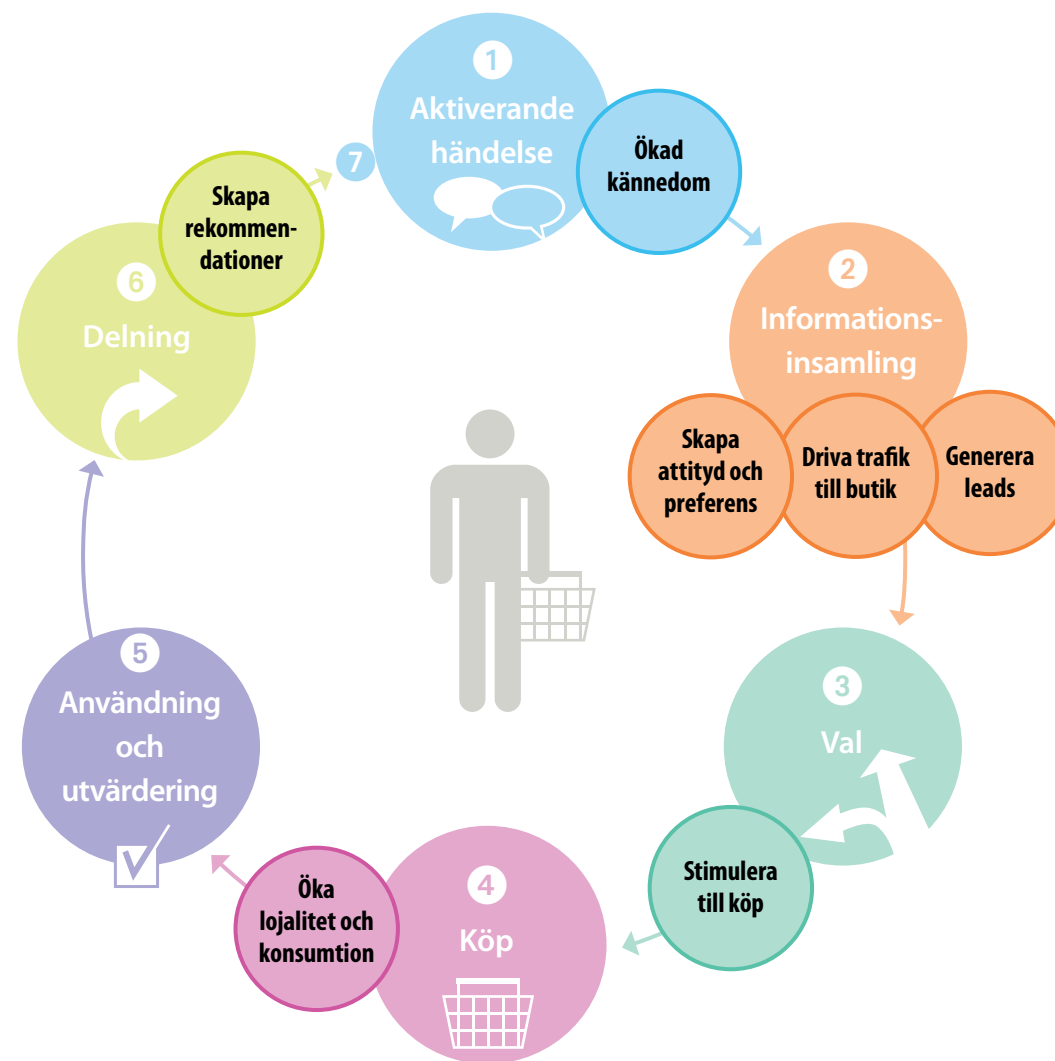 1
Aktiverande
händelse
Ökad
kännedom
2
Informations-
insamling
Skapa
attityd och
preferens
Driva trafik
till butik
Generera
leads
3
Val
Stimulera
till köp
4
Köp
Öka
lojalitet och
konsumtion
5
Användning
och
utvärdering
6
Delning
Skapa
rekommen-
dationer
7